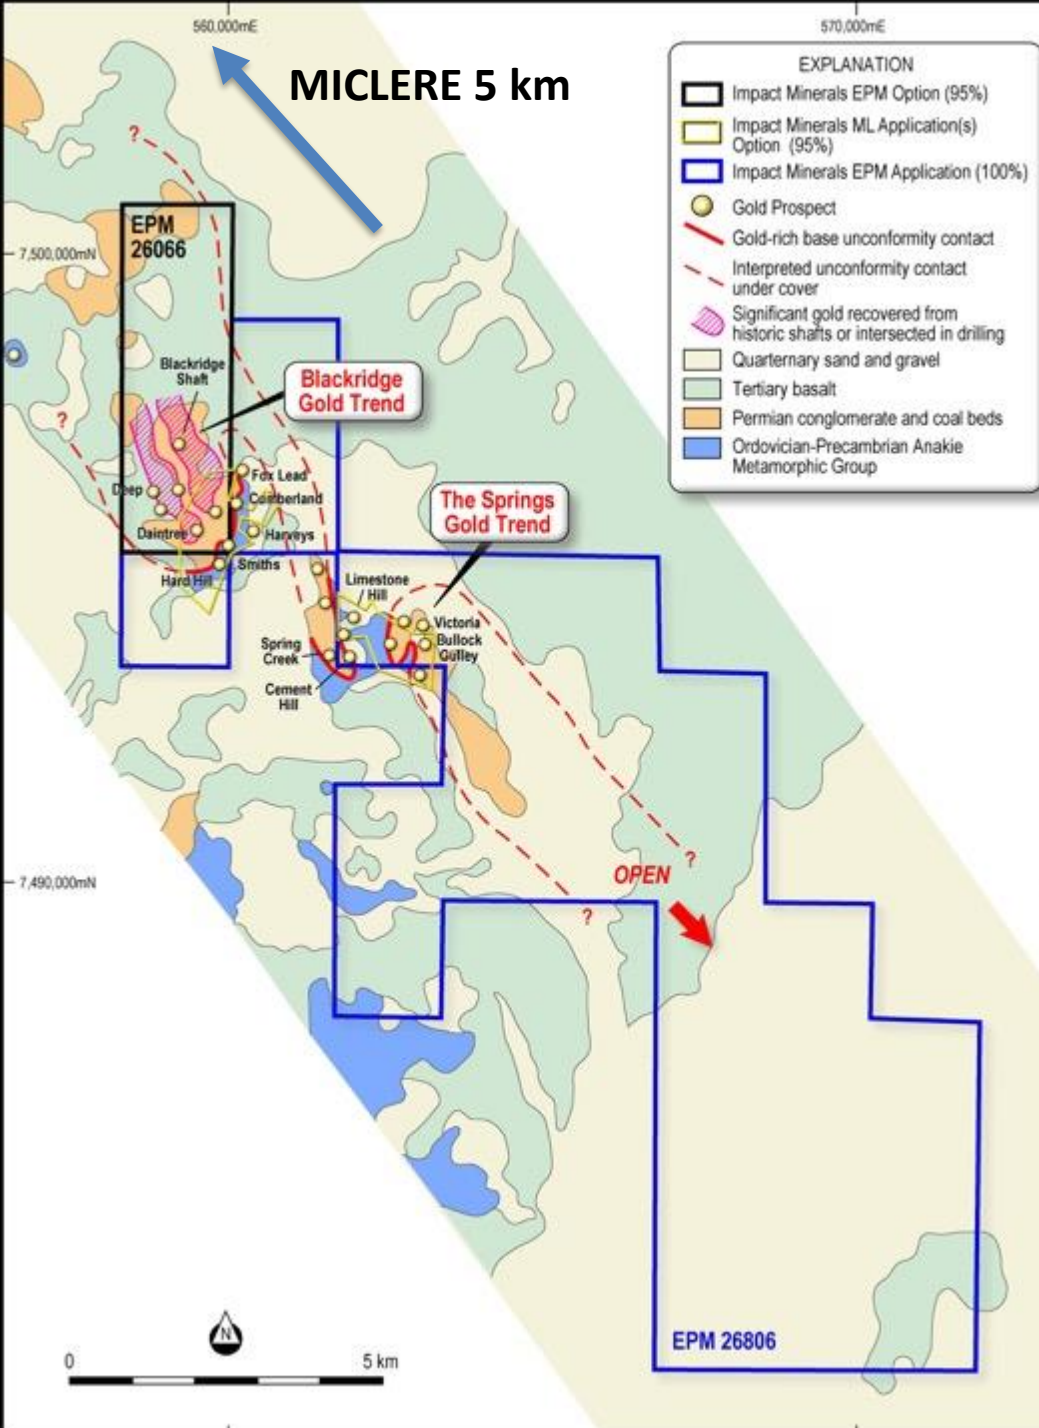 560,000mE
570,000mE
MICLERE 5 km
EXPLANATION
Impact Minerals EPM Option (95%)
Impact Minerals ML Application(s)
Option (95%)
Impact Minerals EPM Application (100%)
Gold Prospect
Gold-rich base unconformity contact
Interpreted unconformity contact
under cover
Significant gold recovered from
historic shafts or intersected in drilling
Quaternary sand and gravel
Tertiary basalt
Permian conglomerate and coal beds
Ordovician-Precambrian Anakie
Metamorphic Group
?
EPM
26066
7,500,000mN
Blackridge
Shaft
Blackridge
Gold Trend
?
Fox Lead
Deep
Cumberland
Daintree
Harveys
Smiths
Hard Hill
The Springs
Gold Trend
Limestone
Hill
Victoria
Bullock
Gulley
Spring
Creek
Cement
Hill
?
OPEN
7,490,000mN
?
EPM 26806
N
0
5 km